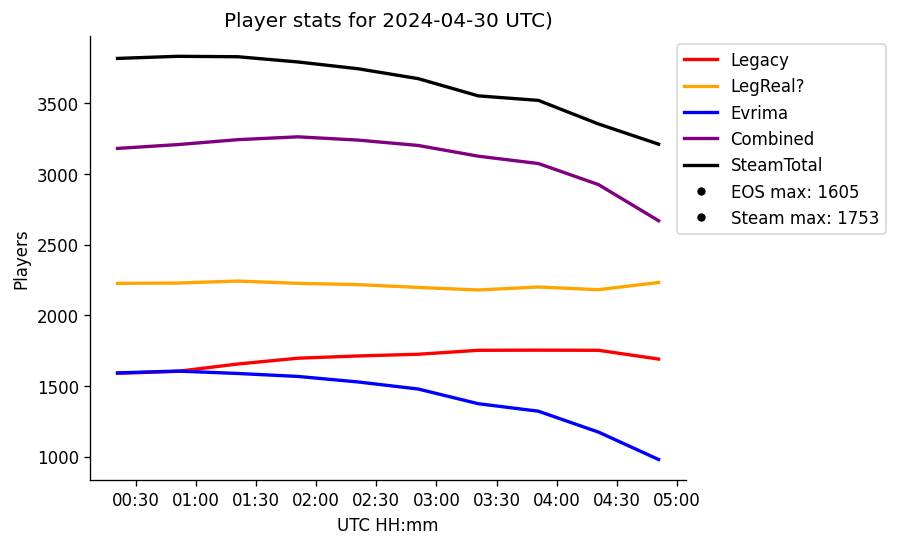 Player stats for 2024-04-30 UTC)
Legacy
LegReal?
Evrima
Combined
SteamTotal
EOS max: 1605
Steam max: 1753
Players
3500
3000
2500
2000
1500
1000
00:30 01:00 01:30 02:00 02:30 03:00 03:30 04:00 04:30 05:00
UTC HH:mm